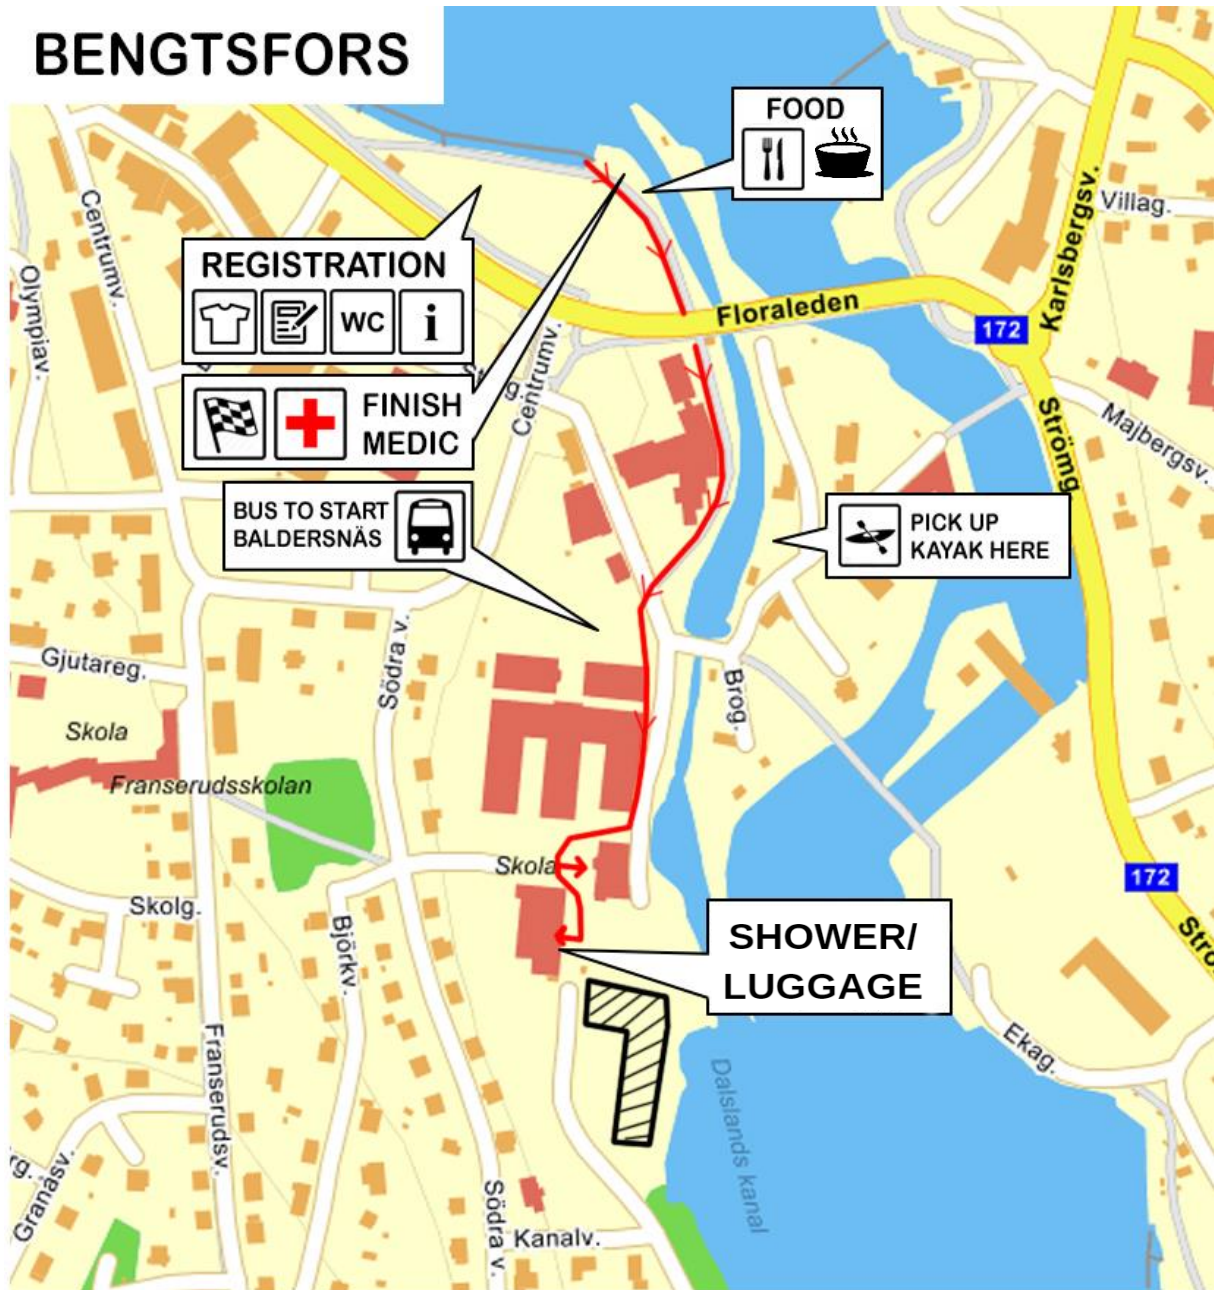 BENGTSFORS
FOOD
Villag.
Karlsbergsv.
Centrumv.
Olympiav.
REGISTRATION
WC
i
Floraleden
172
Centrumv.
g.
FINISH
MEDIC
Strömg
Majbergsv.
BUS TO START
BALDERSNÄS
PICK UP
KAYAK HERE
Gjutareg.
Södra v.
Brog.
Skola
Franserudsskolan
Skola
172
Skolg.
Björkv.
SHOWER/
LUGGAGE
Strö
Franserudsv.
Ekag.
Dalslands kanal
rg.
Granåsv.
Södra v.
Kanalv.